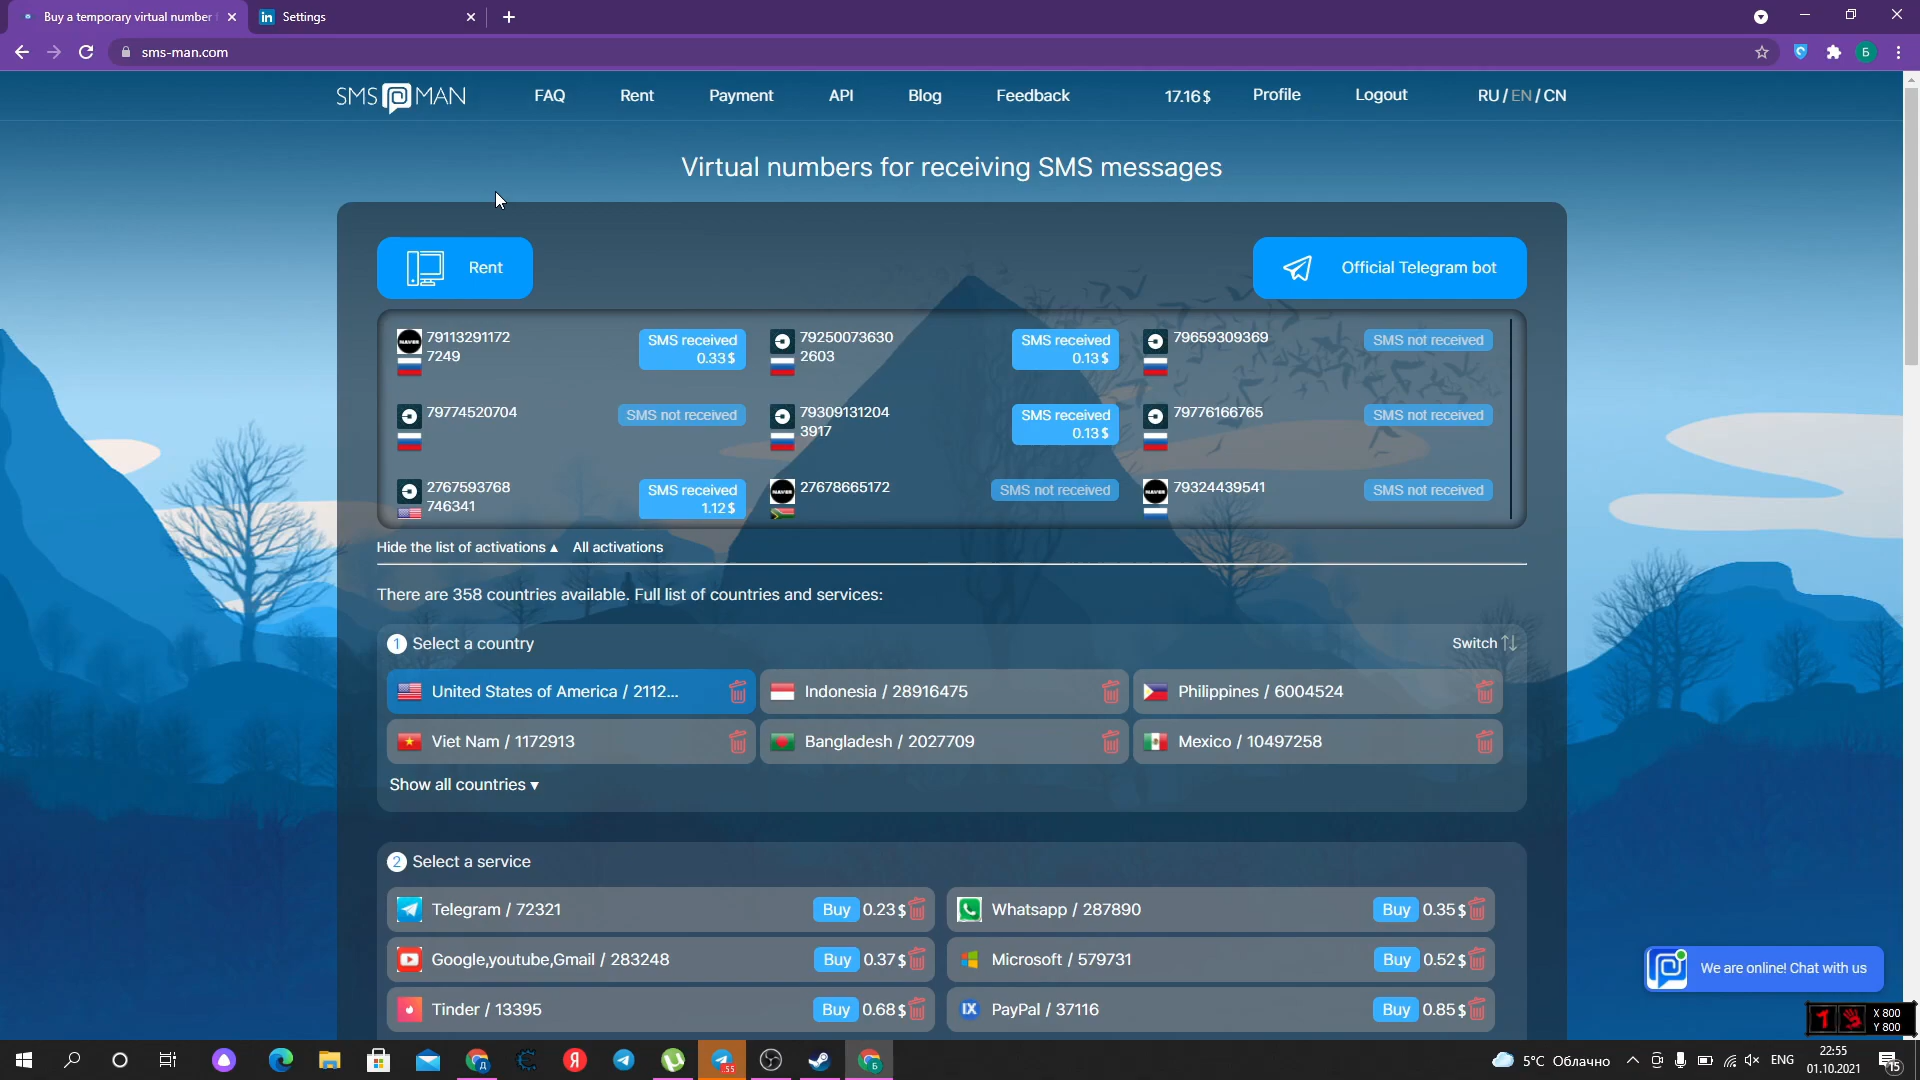 Buy a temporary virtual number
Settings
sms-man.com
Б
SMS MAN
FAQ
Rent
Payment
API
Blog
Feedback
17.16$
Profile
Logout
RU / EN / CN
Virtual numbers for receiving SMS messages
Rent
Official Telegram bot
NAVER
79113291172
7249
SMS received
0.33$
79250073630
2603
SMS received
0.13$
79659309369
SMS not received
79774520704
SMS not received
79309131204
3917
SMS received
0.13$
79776166765
SMS not received
2767593768
746341
SMS received
1.12$
NAVER
27678665172
SMS not received
NAVER
79324439541
SMS not received
Hide the list of activations ▴ All activations
There are 358 countries available. Full list of countries and services:
1 Select a country
Switch
United States of America / 2112...
Indonesia / 28916475
Philippines / 6004524
Viet Nam / 1172913
Bangladesh / 2027709
Mexico / 10497258
Show all countries ▾
2 Select a service
Telegram / 72321
Buy 0.23$
Whatsapp / 287890
Buy 0.35$
Google,youtube,Gmail / 283248
Buy 0.37$
Microsoft / 579731
Buy 0.52$
Tinder / 13395
Buy 0.68$
PayPal / 37116
Buy 0.85$
We are online! Chat with us
X 800
Y 800
5°C Облачно
ENG
22:55
01.10.2021
15